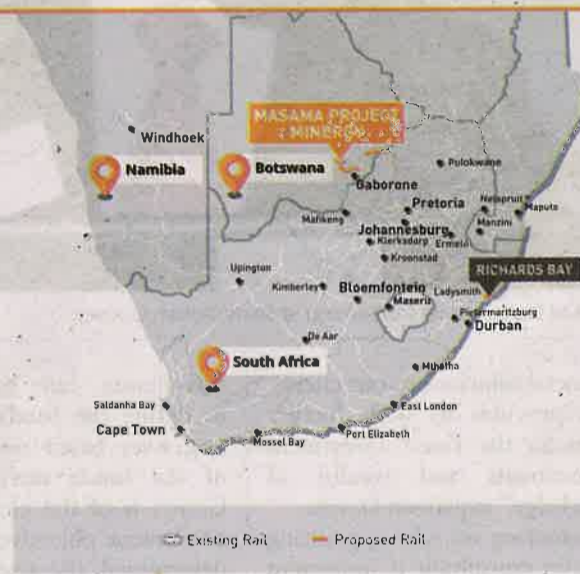 MASAMA PROJECT
: MINERGY
Windhoek
Namibia
Botswana
Polokwane
Gaborone
Pretoria
Nelspruit
Maputo
Mafikeng
Manzini
Johannesburg
Klerksdorp
Ermelo
Kroonstad
RICHARDS BAY
Upington
Kimberley
Bloemfontein
Ladysmith
Maseru
Pietermaritzburg
Durban
De Aar
South Africa
Mthatha
Saldanha Bay
East London
Cape Town
Mossel Bay
Port Elizabeth
Existing Rail
Proposed Rail